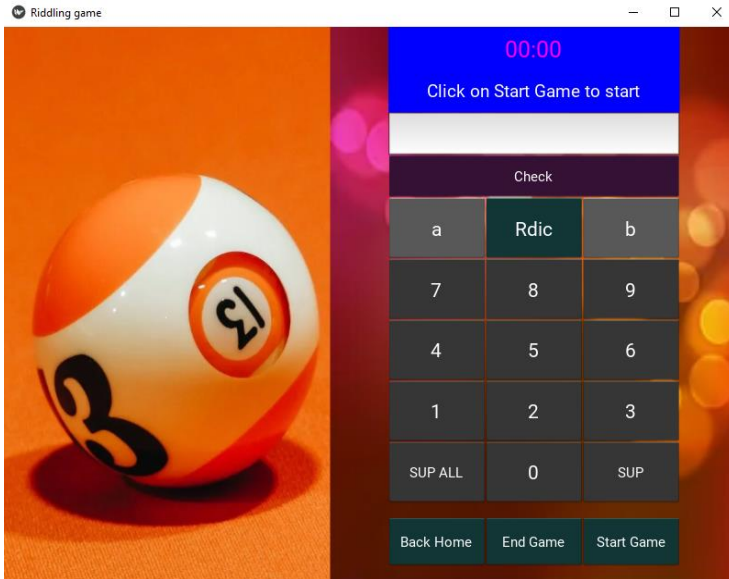 Riddling game
00:00
Click on Start Game to start
Check
a Rdic b
7 8 9
4 5 6
1 2 3
SUP ALL 0 SUP
Back Home End Game Start Game
13
3